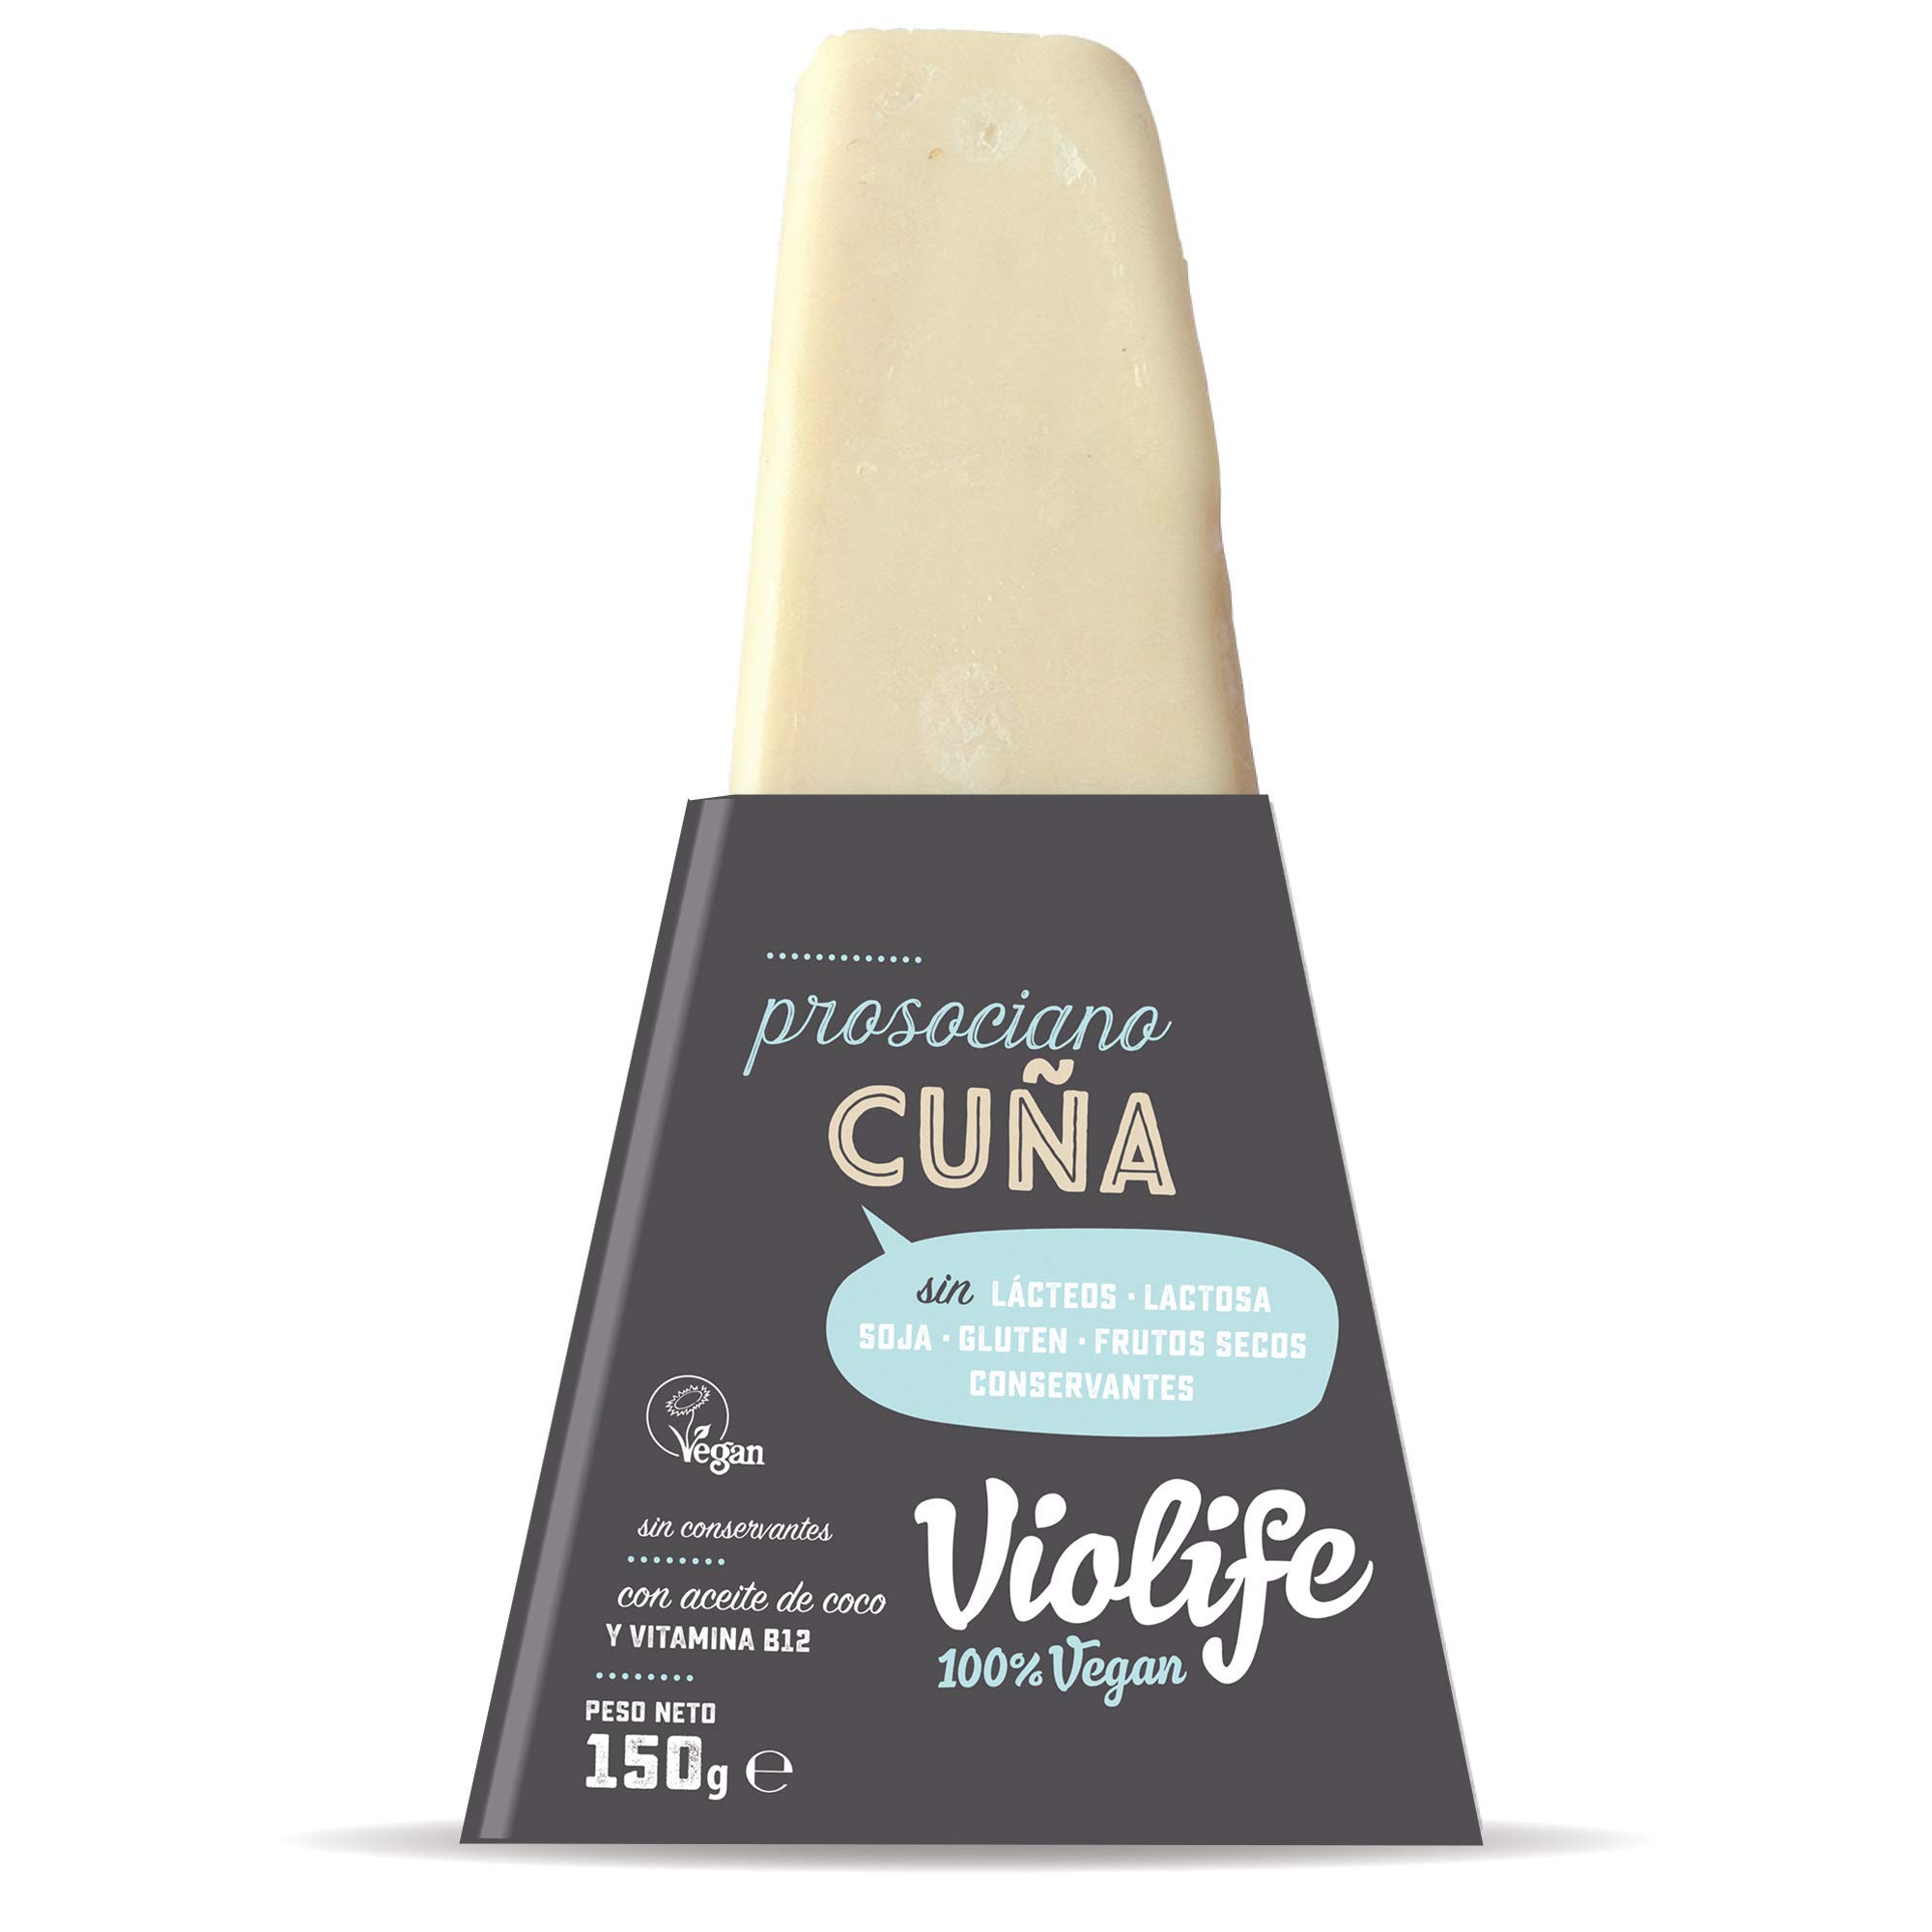 prosociano
CUÑA
sin LÁCTEOS · LACTOSA
SOJA · GLUTEN · FRUTOS SECOS
CONSERVANTES
Vegan
sin conservantes
con aceite de coco
Y VITAMINA B12
PESO NETO
150g ℮
Violife
100% Vegan